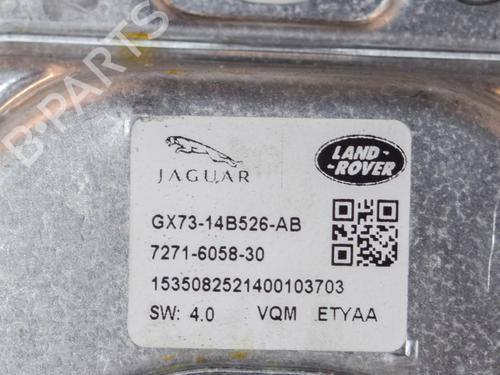 B-PARTS
JAGUAR
LAND-
-ROVER
GX73-14B526-AB
7271-6058-30
1535082521400103703
SW: 4.0 VQM ETYAA